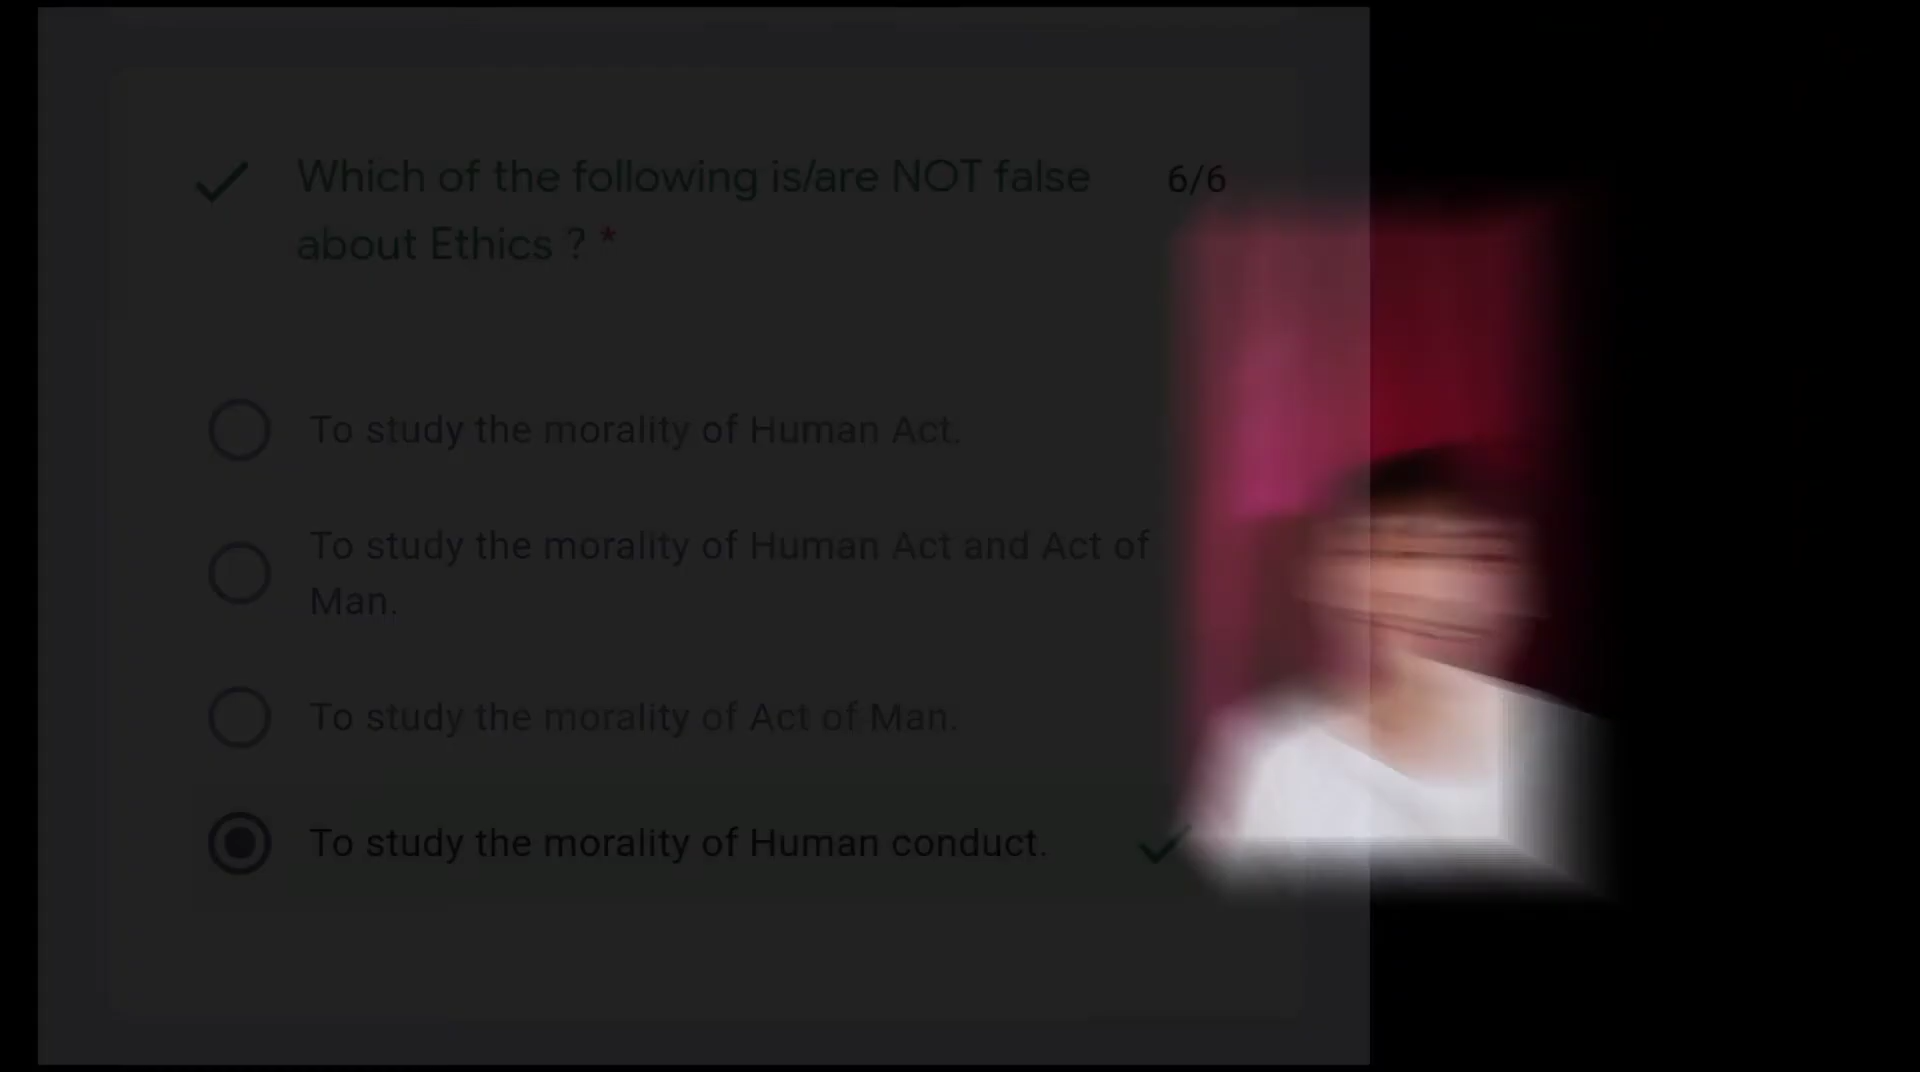 Which of the following is/are NOT false
6/6
about Ethics ? *
To study the morality of Human Act.
To study the morality of Human Act and Act of
Man.
To study the morality of Act of Man.
To study the morality of Human conduct.